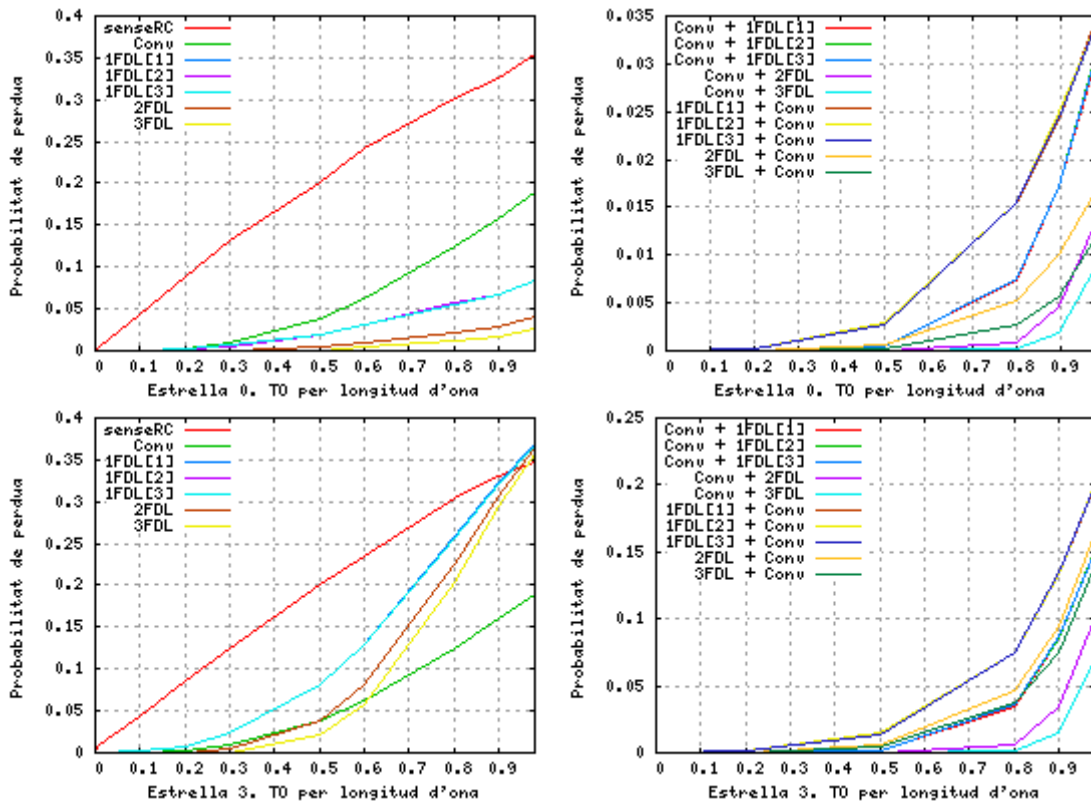 0.4
0.35
0.3
0.25
0.2
0.15
0.1
0.05
0
Probabilitat de perdua
senseRC
Conv
1FDL[1]
1FDL[2]
1FDL[3]
2FDL
3FDL
0 0.1 0.2 0.3 0.4 0.5 0.6 0.7 0.8 0.9
Estrella 0. TO per longitud d'ona
0.035
0.03
0.025
0.02
0.015
0.01
0.005
0
Probabilitat de perdua
Conv + 1FDL[1]
Conv + 1FDL[2]
Conv + 1FDL[3]
Conv + 2FDL
Conv + 3FDL
1FDL[1] + Conv
1FDL[2] + Conv
1FDL[3] + Conv
2FDL + Conv
3FDL + Conv
0 0.1 0.2 0.3 0.4 0.5 0.6 0.7 0.8 0.9
Estrella 0. TO per longitud d'ona
0.4
0.35
0.3
0.25
0.2
0.15
0.1
0.05
0
Probabilitat de perdua
senseRC
Conv
1FDL[1]
1FDL[2]
1FDL[3]
2FDL
3FDL
0 0.1 0.2 0.3 0.4 0.5 0.6 0.7 0.8 0.9
Estrella 3. TO per longitud d'ona
0.25
0.2
0.15
0.1
0.05
0
Probabilitat de perdua
Conv + 1FDL[1]
Conv + 1FDL[2]
Conv + 1FDL[3]
Conv + 2FDL
Conv + 3FDL
1FDL[1] + Conv
1FDL[2] + Conv
1FDL[3] + Conv
2FDL + Conv
3FDL + Conv
0 0.1 0.2 0.3 0.4 0.5 0.6 0.7 0.8 0.9
Estrella 3. TO per longitud d'ona